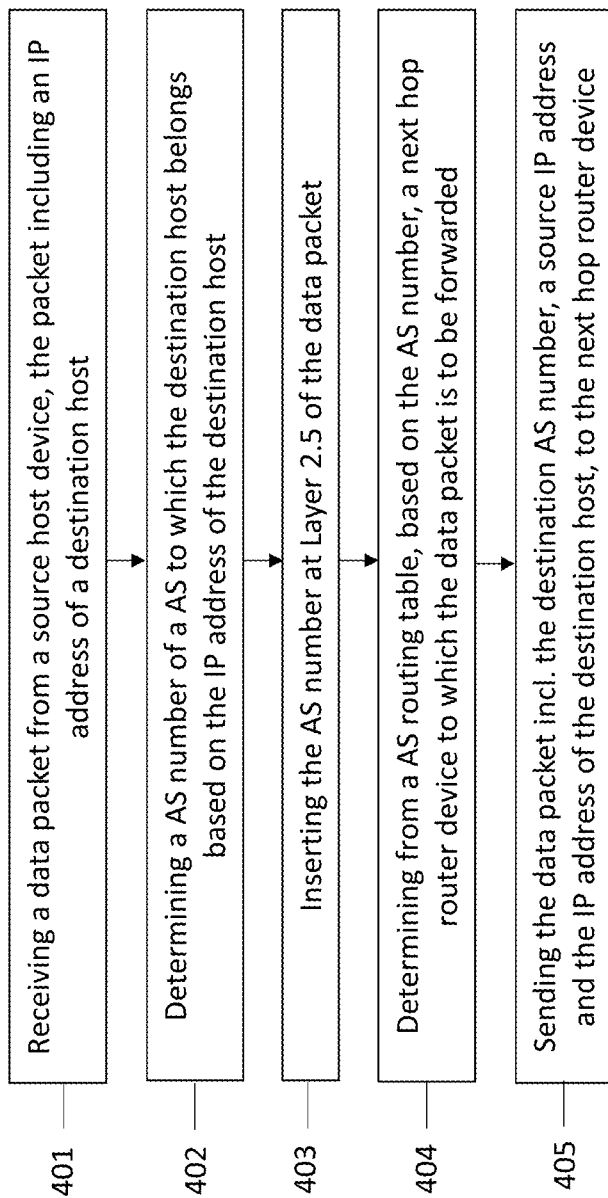 401
Receiving a data packet from a source host device, the packet including an IP
address of a destination host
402
Determining a AS number of a AS to which the destination host belongs
based on the IP address of the destination host
403
Inserting the AS number at Layer 2.5 of the data packet
404
Determining from a AS routing table, based on the AS number, a next hop
router device to which the data packet is to be forwarded
405
Sending the data packet incl. the destination AS number, a source IP address
and the IP address of the destination host, to the next hop router device